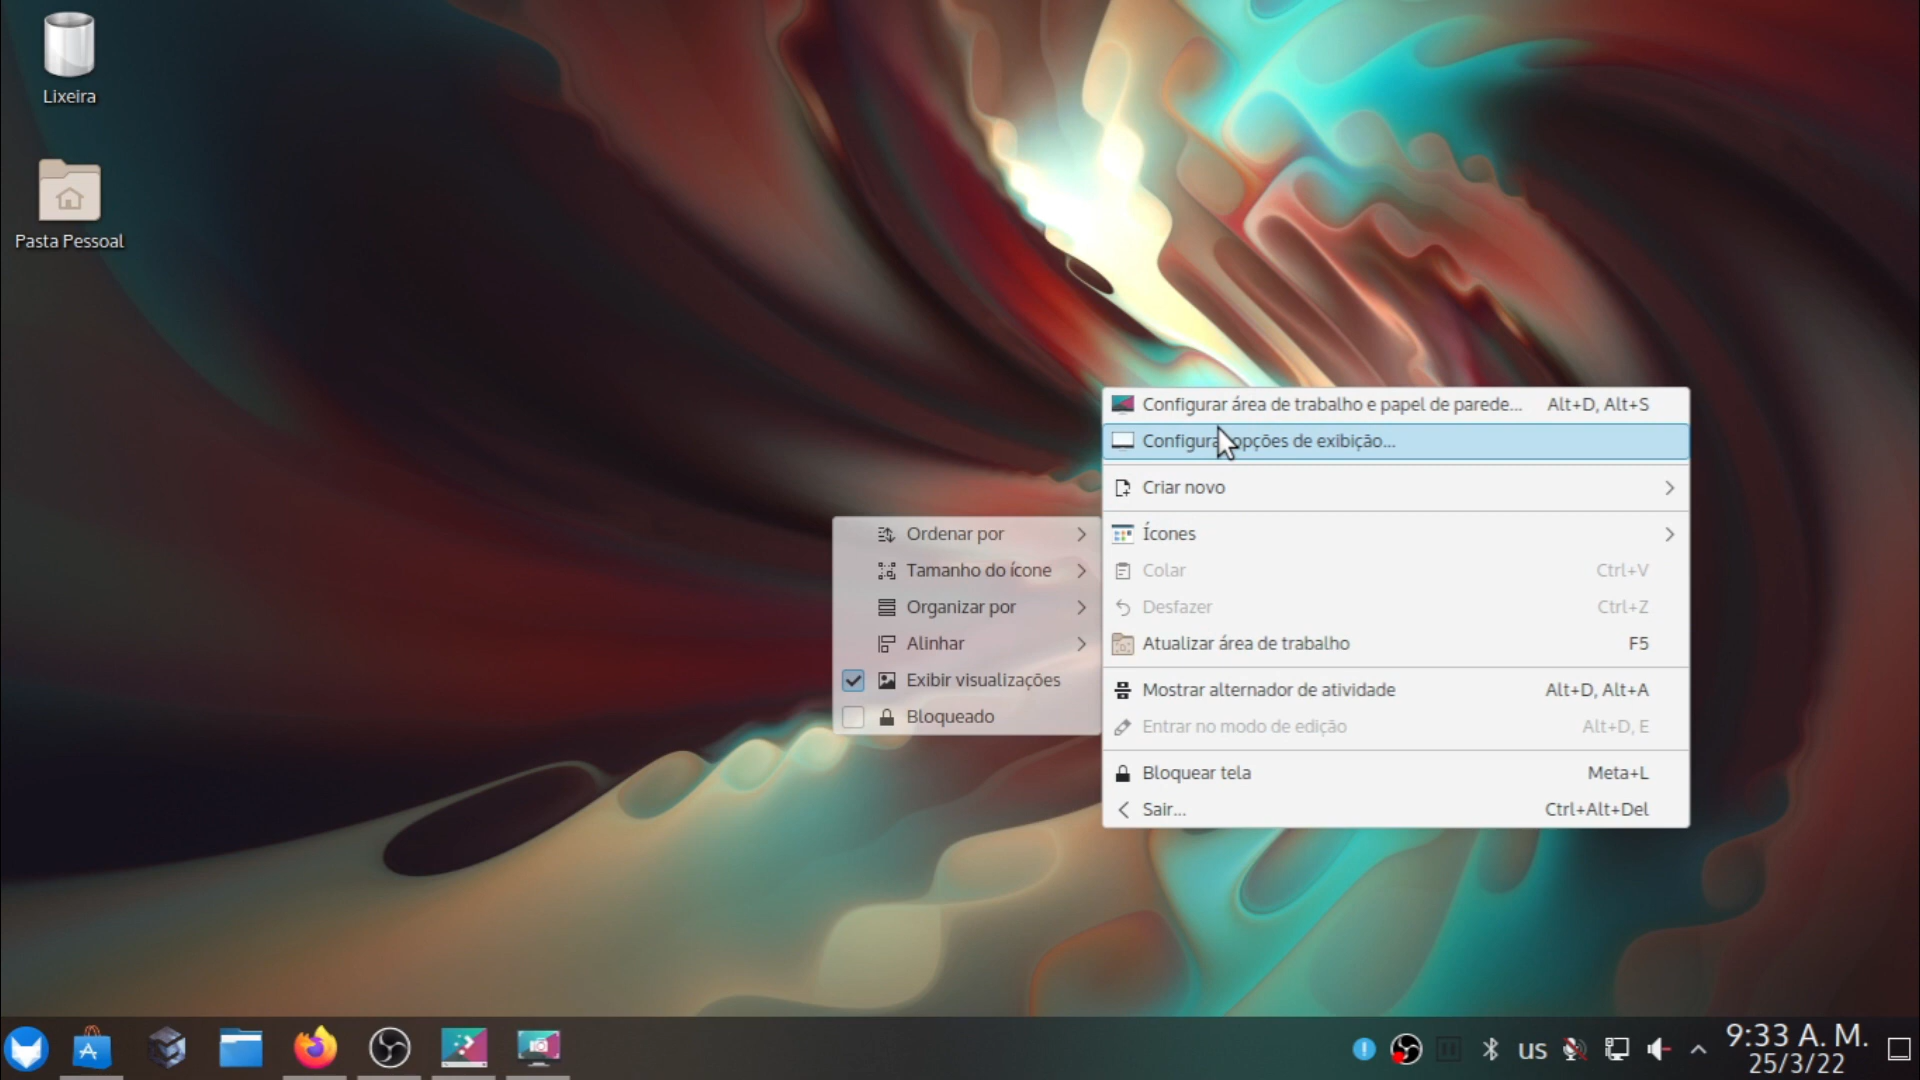 Lixeira
Pasta Pessoal
Configurar área de trabalho e papel de parede... Alt+D, Alt+S
Configurar opções de exibição...
Criar novo
Ícones
Colar Ctrl+V
Desfazer Ctrl+Z
Atualizar área de trabalho F5
Mostrar alternador de atividade Alt+D, Alt+A
Entrar no modo de edição Alt+D, E
Bloquear tela Meta+L
Sair... Ctrl+Alt+Del
Ordenar por
Tamanho do ícone
Organizar por
Alinhar
Exibir visualizações
Bloqueado
us
9:33 A. M.
25/3/22